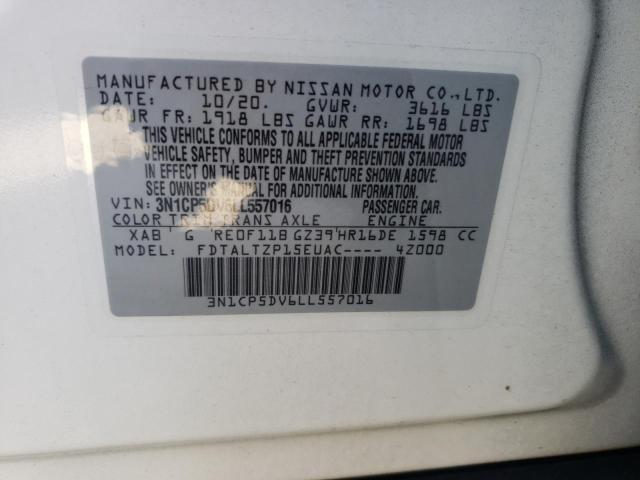 MANUFACTURED BY NISSAN MOTOR CO.,LTD.
DATE: 10/20. GVWR: 3616 LBS
GAWR FR: 1918 LBS GAWR RR: 1698 LBS
THIS VEHICLE CONFORMS TO ALL APPLICABLE FEDERAL MOTOR
VEHICLE SAFETY, BUMPER AND THEFT PREVENTION STANDARDS
IN EFFECT ON THE DATE OF MANUFACTURE SHOWN ABOVE.
SEE OWNER'S MANUAL FOR ADDITIONAL INFORMATION.
VIN: 3N1CP5DV6LL557016 PASSENGER CAR.
COLOR TRIM TRANS AXLE ENGINE
XAB G RE0F11B GZ39 HR16DE 1598 CC
MODEL: FDTALTZP15EUAC---- 4Z000
3N1CP5DV6LL557016